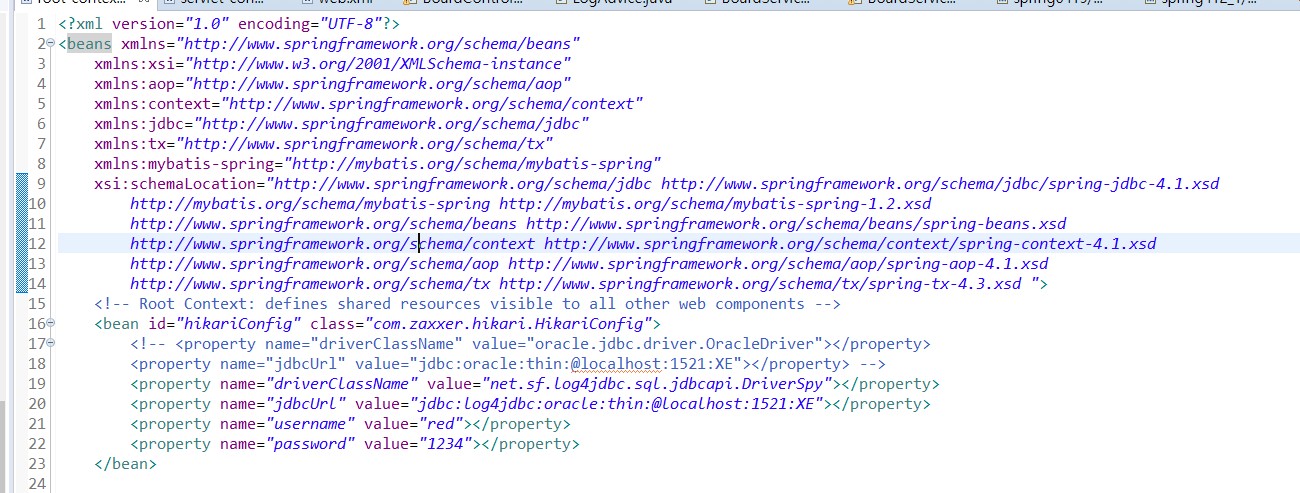 root-contex... servlet-con... web.xml BoardControl... LogAdvice.java BoardServic... BoardServic... spring0419/... spring412_1/...
1 <?xml version="1.0" encoding="UTF-8"?>
2 <beans xmlns="http://www.springframework.org/schema/beans"
3 xmlns:xsi="http://www.w3.org/2001/XMLSchema-instance"
4 xmlns:aop="http://www.springframework.org/schema/aop"
5 xmlns:context="http://www.springframework.org/schema/context"
6 xmlns:jdbc="http://www.springframework.org/schema/jdbc"
7 xmlns:tx="http://www.springframework.org/schema/tx"
8 xmlns:mybatis-spring="http://mybatis.org/schema/mybatis-spring"
9 xsi:schemaLocation="http://www.springframework.org/schema/jdbc http://www.springframework.org/schema/jdbc/spring-jdbc-4.1.xsd
10 http://mybatis.org/schema/mybatis-spring http://mybatis.org/schema/mybatis-spring-1.2.xsd
11 http://www.springframework.org/schema/beans http://www.springframework.org/schema/beans/spring-beans.xsd
12 http://www.springframework.org/schema/context http://www.springframework.org/schema/context/spring-context-4.1.xsd
13 http://www.springframework.org/schema/aop http://www.springframework.org/schema/aop/spring-aop-4.1.xsd
14 http://www.springframework.org/schema/tx http://www.springframework.org/schema/tx/spring-tx-4.3.xsd ">
15 <!-- Root Context: defines shared resources visible to all other web components -->
16 <bean id="hikariConfig" class="com.zaxxer.hikari.HikariConfig">
17 <!-- <property name="driverClassName" value="oracle.jdbc.driver.OracleDriver"></property>
18 <property name="jdbcUrl" value="jdbc:oracle:thin:@localhost:1521:XE"></property> -->
19 <property name="driverClassName" value="net.sf.log4jdbc.sql.jdbcapi.DriverSpy"></property>
20 <property name="jdbcUrl" value="jdbc:log4jdbc:oracle:thin:@localhost:1521:XE"></property>
21 <property name="username" value="red"></property>
22 <property name="password" value="1234"></property>
23 </bean>
24